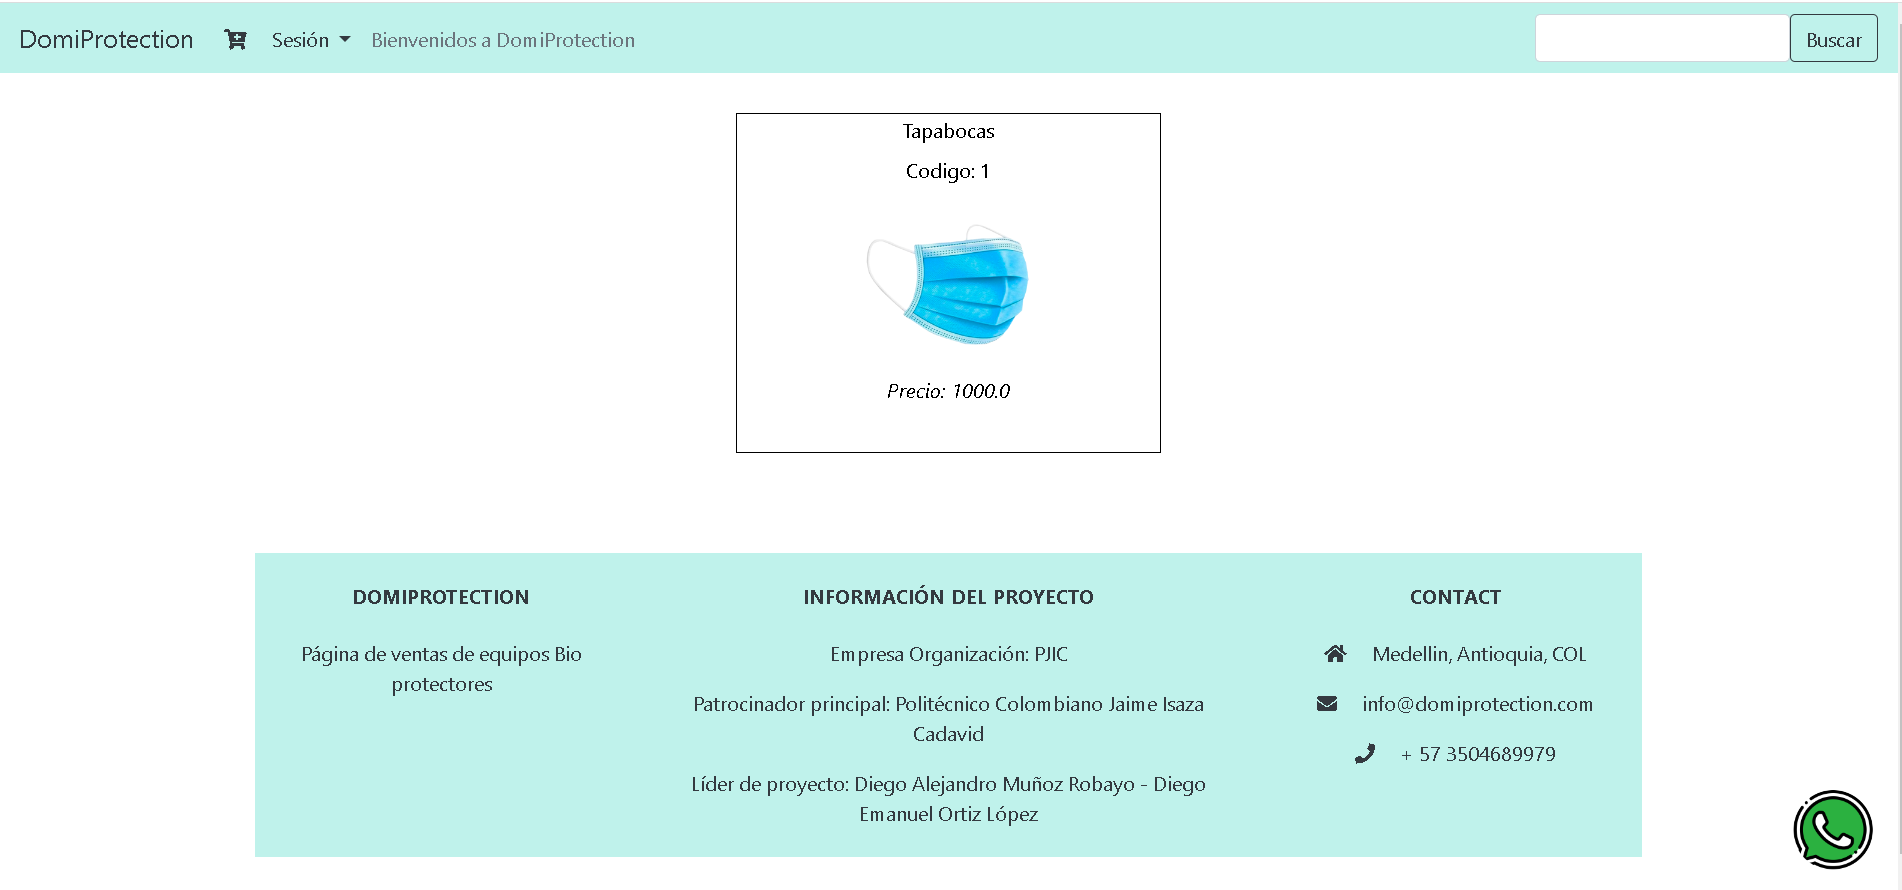 DomiProtection
Sesión
Bienvenidos a DomiProtection
Buscar
Tapabocas
Codigo: 1
Precio: 1000.0
DOMIPROTECTION
Página de ventas de equipos Bio
protectores
INFORMACIÓN DEL PROYECTO
Empresa Organización: PJIC
Patrocinador principal: Politécnico Colombiano Jaime Isaza
Cadavid
Líder de proyecto: Diego Alejandro Muñoz Robayo - Diego
Emanuel Ortiz López
CONTACT
Medellin, Antioquia, COL
info@domiprotection.com
+ 57 3504689979